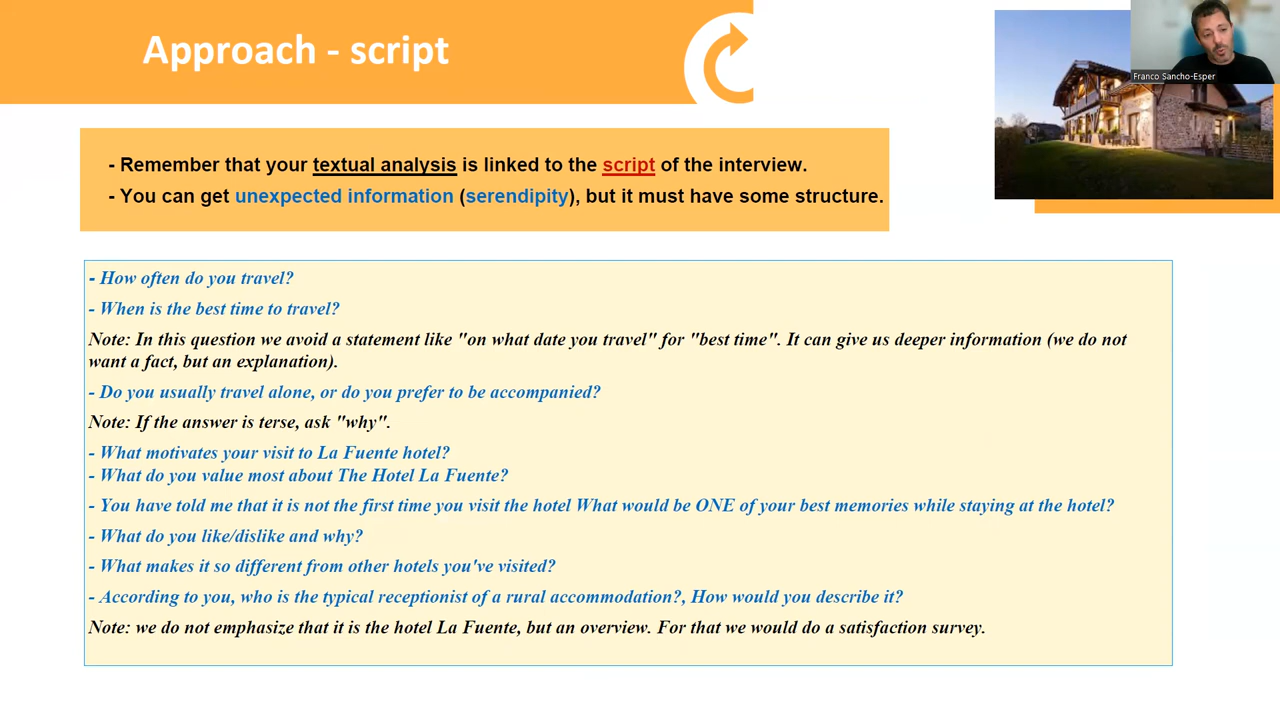 Approach - script
Franco Sancho-Esper
- Remember that your textual analysis is linked to the script of the interview.
- You can get unexpected information (serendipity), but it must have some structure.
- How often do you travel?
- When is the best time to travel?
Note: In this question we avoid a statement like "on what date you travel" for "best time". It can give us deeper information (we do not
want a fact, but an explanation).
- Do you usually travel alone, or do you prefer to be accompanied?
Note: If the answer is terse, ask "why".
- What motivates your visit to La Fuente hotel?
- What do you value most about The Hotel La Fuente?
- You have told me that it is not the first time you visit the hotel What would be ONE of your best memories while staying at the hotel?
- What do you like/dislike and why?
- What makes it so different from other hotels you've visited?
- According to you, who is the typical receptionist of a rural accommodation?, How would you describe it?
Note: we do not emphasize that it is the hotel La Fuente, but an overview. For that we would do a satisfaction survey.